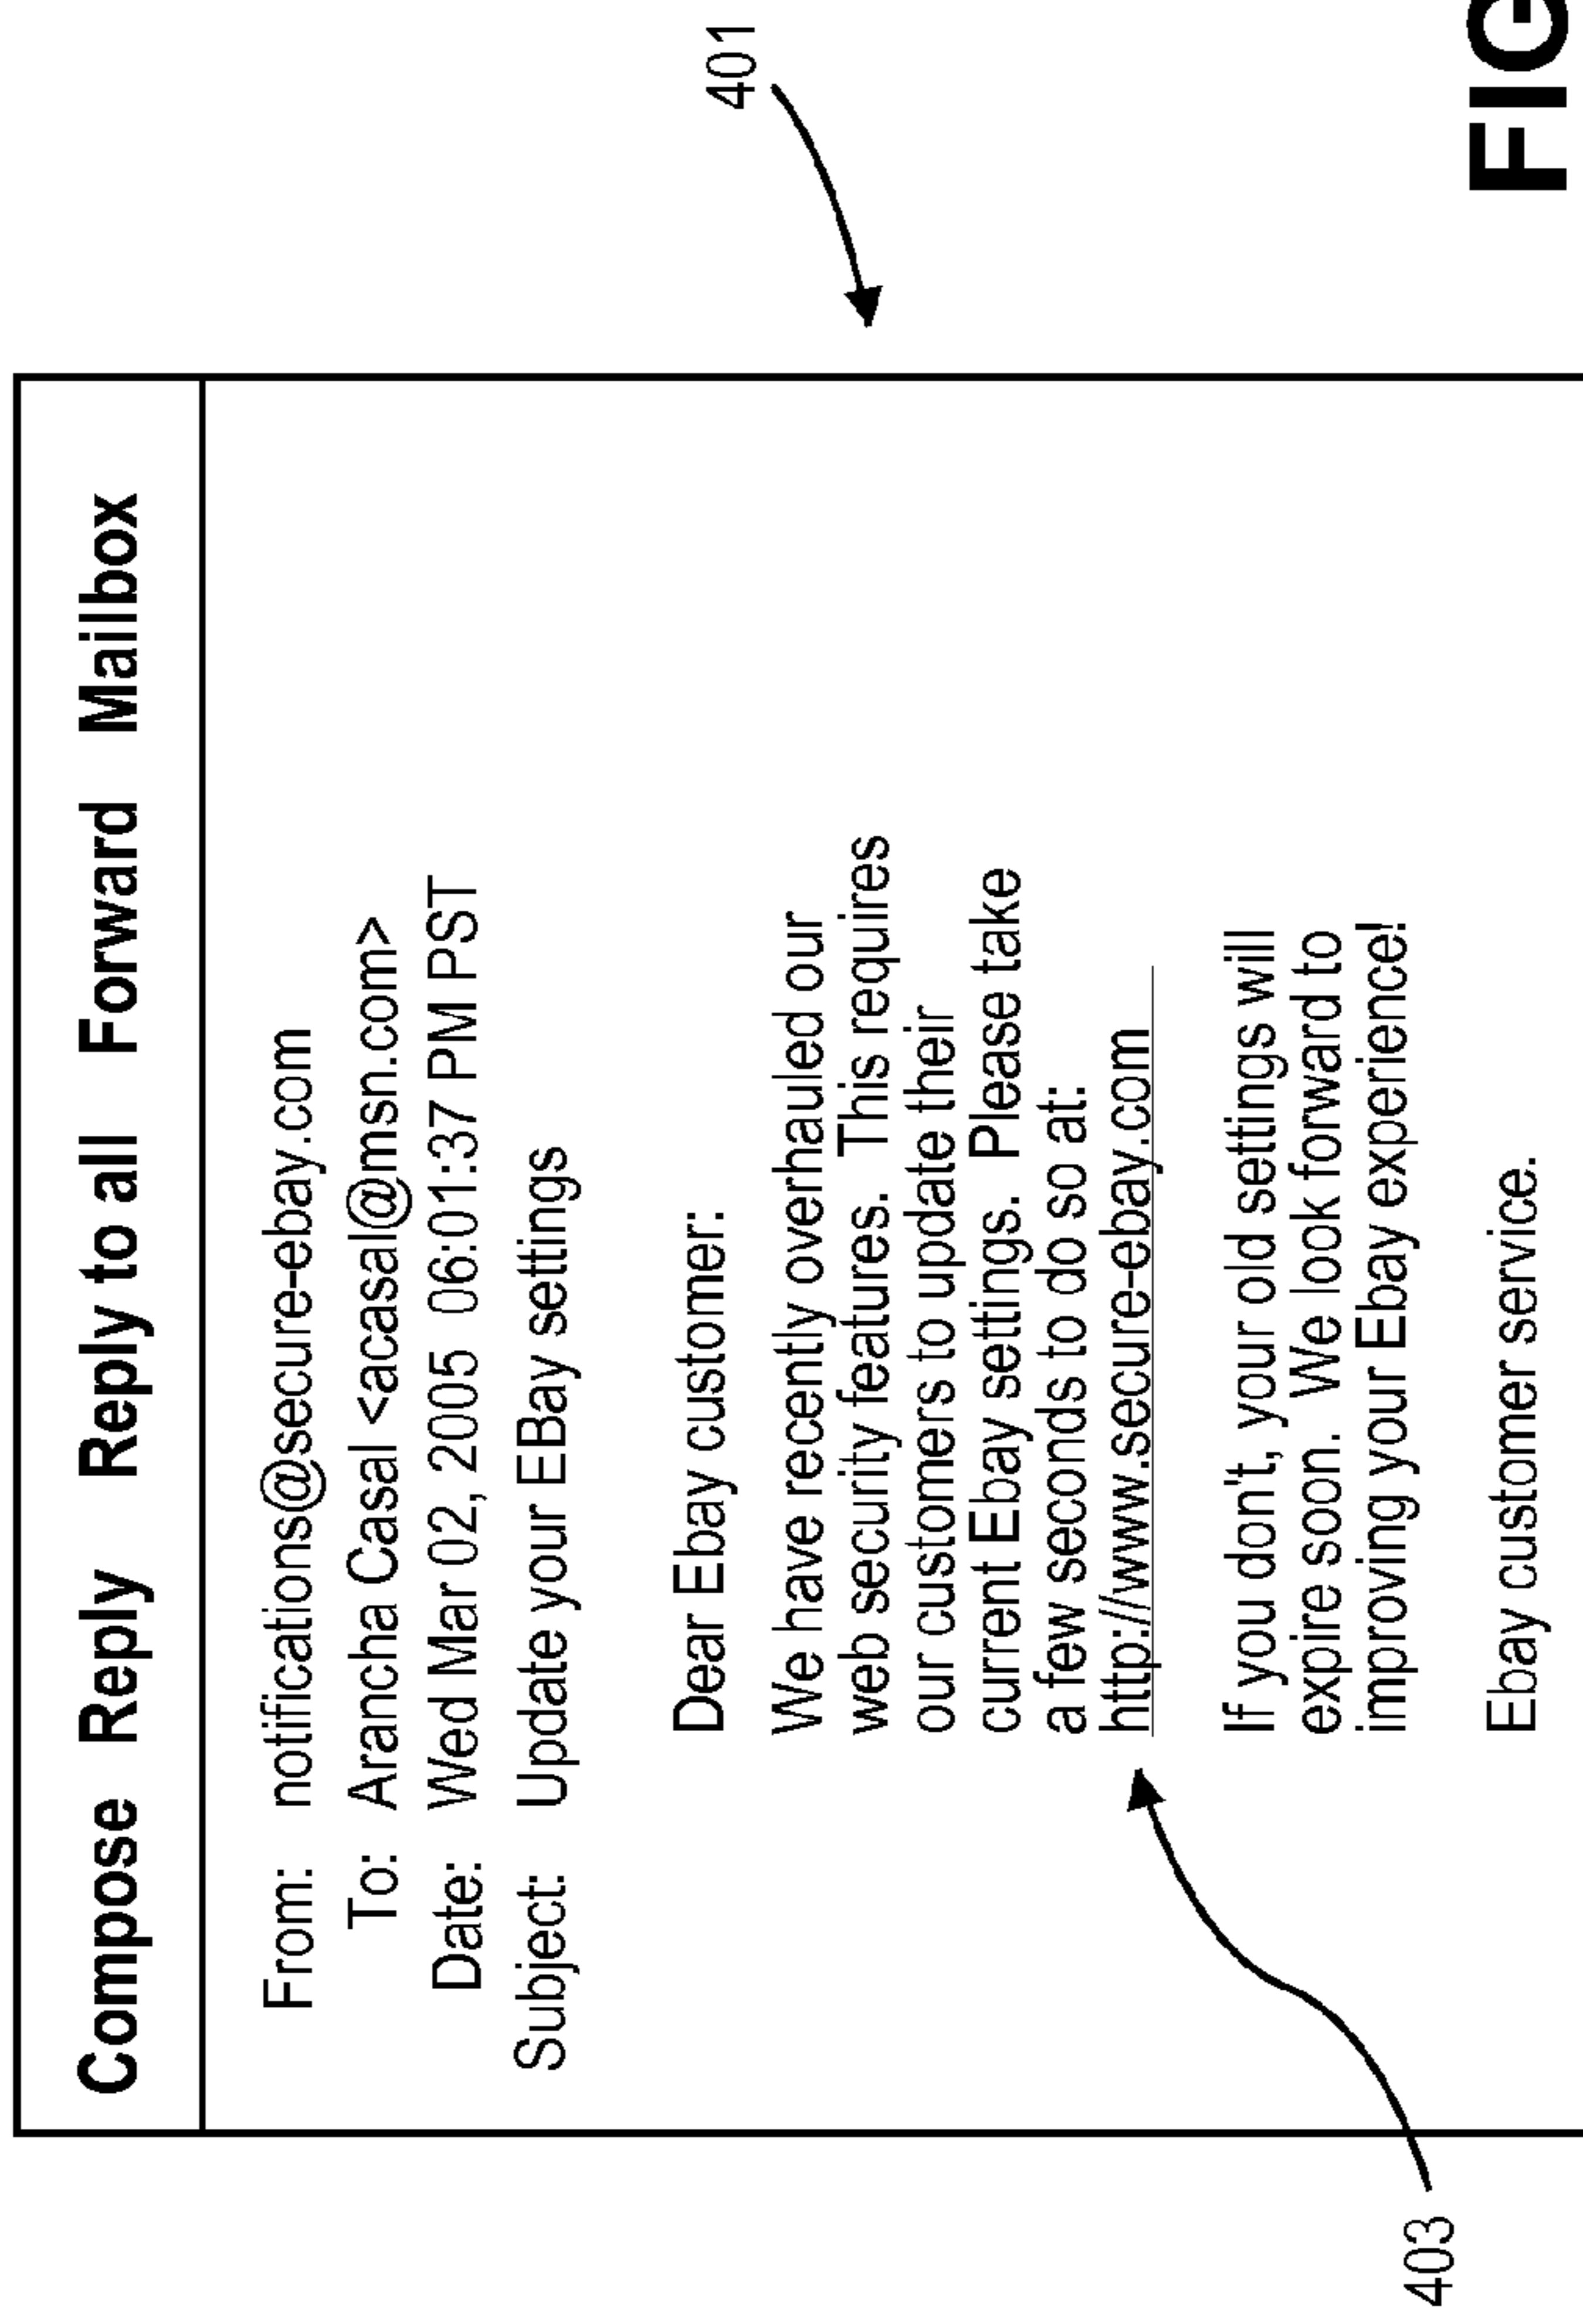 Compose Reply Reply to all Forward Mailbox
From: notifications@secure-ebay.com
To: Arancha Casal <acasal@msn.com>
Date: Wed Mar 02, 2005 06:01:37 PM PST
Subject: Update your EBay settings
401
Dear Ebay customer:
We have recently overhauled our
web security features. This requires
our customers to update their
current Ebay settings. Please take
a few seconds to do so at:
http://www.secure-ebay.com
If you don't, your old settings will
expire soon. We look forward to
improving your Ebay experience!
403
Ebay customer service.
FIG